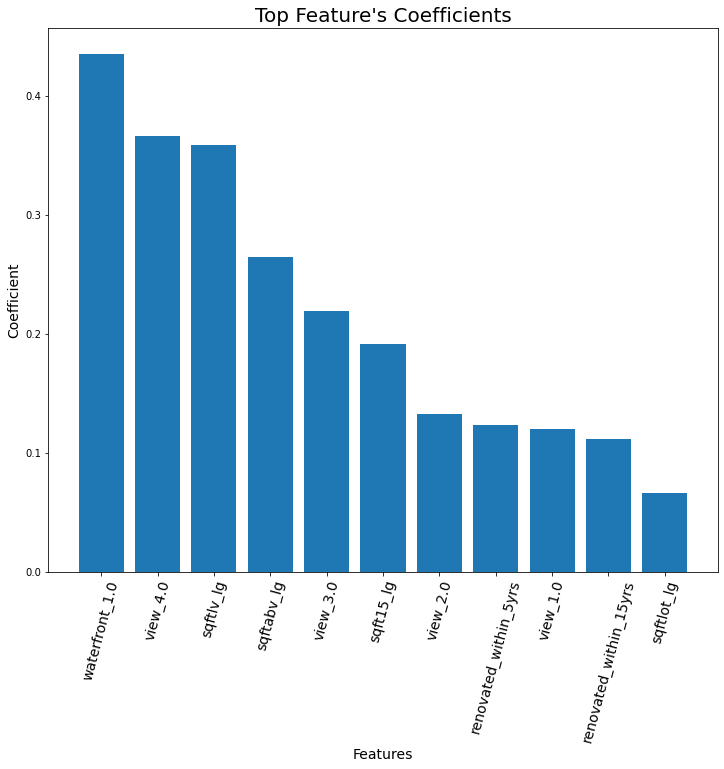 Top Feature's Coefficients
Coefficient
0.4
0.3
0.2
0.1
0.0
waterfront_1.0
view_4.0
sqftlv_lg
sqftabv_lg
view_3.0
sqft15_lg
view_2.0
renovated_within_5yrs
view_1.0
renovated_within_15yrs
sqftlot_lg
Features